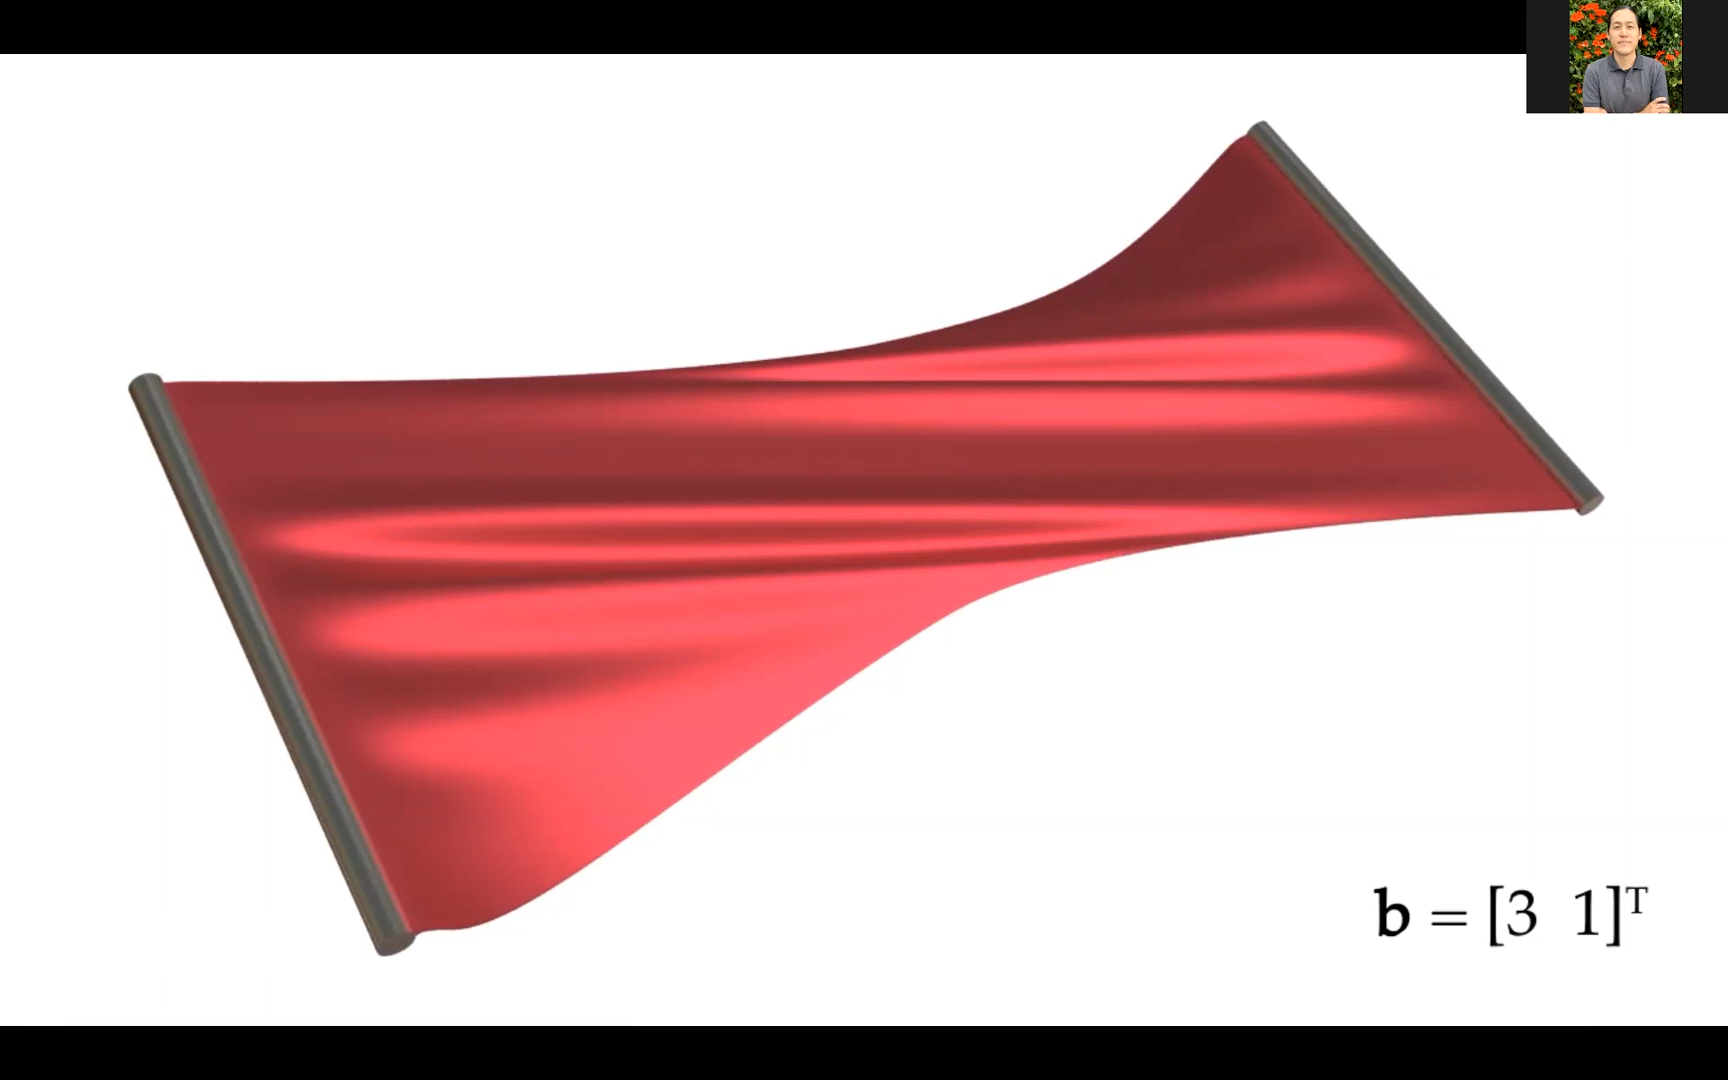 b = [3 1]ᵀ